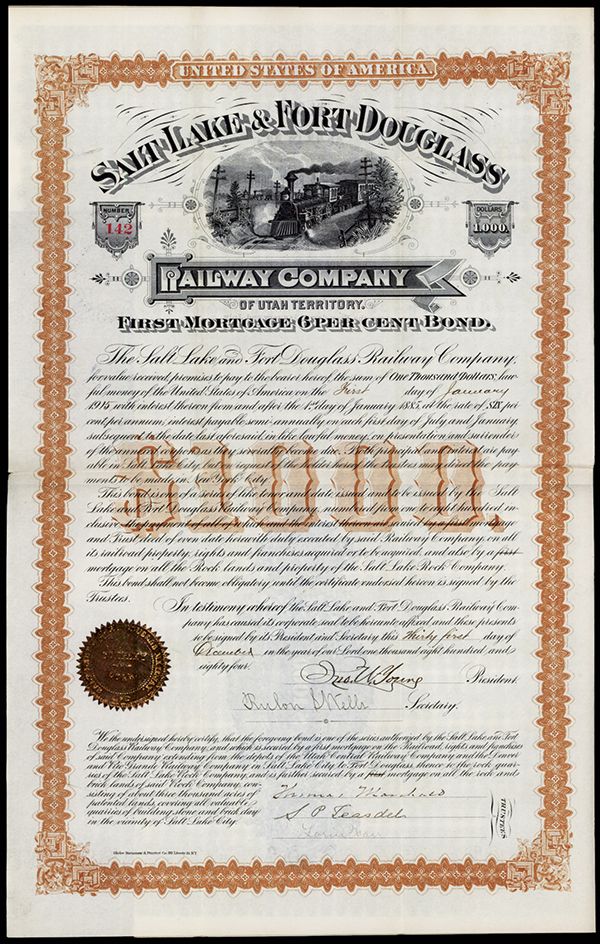 UNITED STATES OF AMERICA.
SALT LAKE & FORT DOUGLASS
NUMBER
142
DOLLARS
1,000.
RAILWAY COMPANY
OF UTAH TERRITORY.
FIRST MORTGAGE 6 PER CENT BOND.
The Salt Lake and Fort Douglass Railway Company,
for value received, promises to pay to the bearer hereof, the sum of ONE THOUSAND DOLLARS, law-
ful money of the United States of America on the First day of January
1915 with interest thereon from and after the 1st day of January 1885, at the rate of SIX per
cent per annum, interest payable semi-annually on each first day of July and January,
subsequent to the date last aforesaid, in like lawful money, on presentation and surrender
of the annexed coupons as they severally become due. Both principal and interest are pay-
able in Salt Lake City, but at the request of the holder hereof the Trustees may direct the pay-
ment to be made in New York City.
$1000.
This bond is one of a series of like tenor and date issued and to be issued by the Salt
Lake and Fort Douglass Railway Company, numbered from one to hundred in-
clusive
and Trust of even date herewith duly executed by said Railway Company, on all
its railroad property, rights and franchises acquired or to be acquired, and also by a first
mortgage on all the Rock lands and property of the Salt Lake Rock Company.
This bond shall not become obligatory until the certificate endorsed hereon is signed by the
Trustees.
In testimony whereof the Salt Lake and Fort Douglass Railway Com-
pany has caused its corporate seal to be hereunto affixed and these presents
to be signed by its President and Secretary this Thirty first day of
December in the year of our Lord one thousand eight hundred and
eighty four.
Jno. W. Young President.
Rulon S Wells Secretary.
We the undersigned hereby certify, that the foregoing bond is one of the series authorized by the Salt Lake and Fort
Douglass Railway Company, and which is secured by a first mortgage on the Railroad, rights and franchises
of said Company extending from the depots of the Utah Central Railway Company and the Denver
and Rio Grande Railway Company in Salt Lake City to Fort Douglass thence to the rock quar-
ries of the Salt Lake Rock Company, and is further secured by a first mortgage on all the rock and
brick lands of said Rock Company, con-
sisting of about three thousand acres of
patented lands, covering all valuable
quarries of building stone and brick clay
in the vicinity of Salt Lake City.
Thomas Marshall
S P Teasdel
TRUSTEES